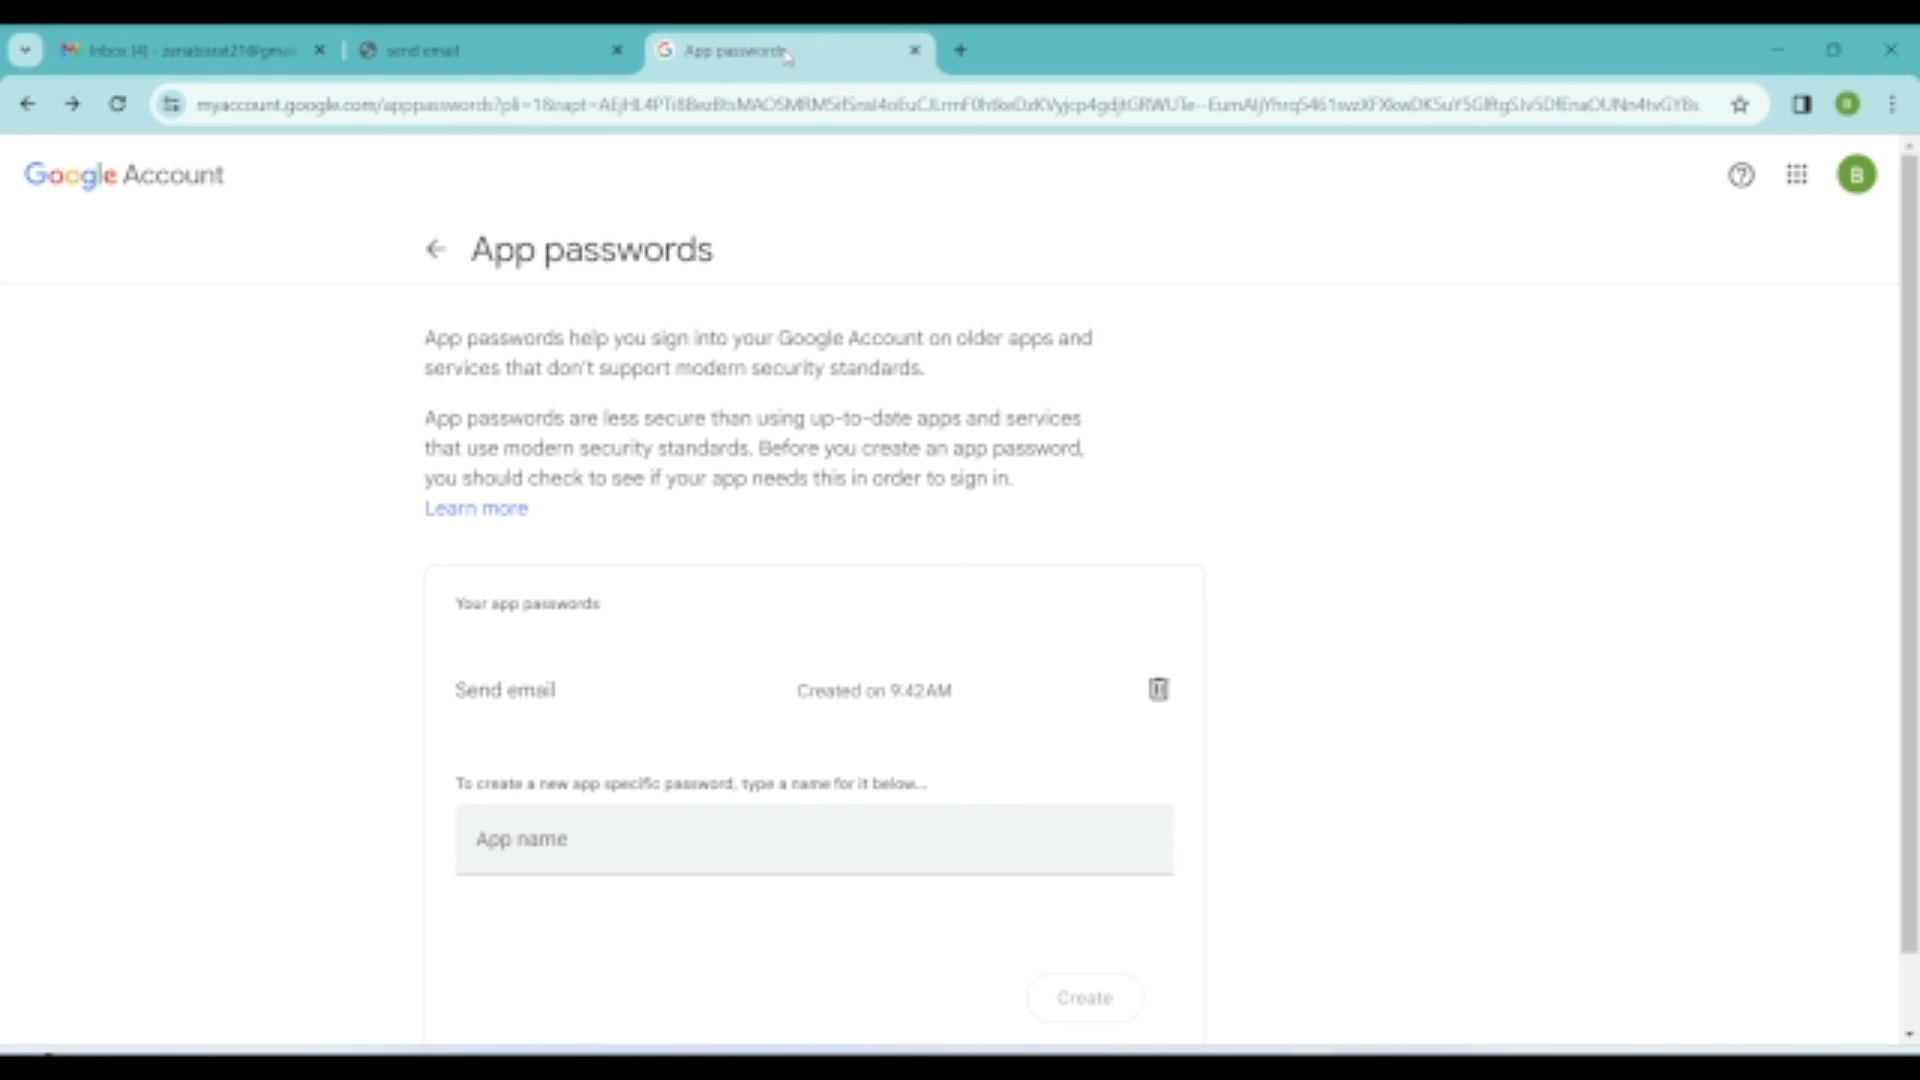 send email
App passwords
Google Account
B
App passwords
App passwords help you sign into your Google Account on older apps and
services that don't support modern security standards.
App passwords are less secure than using up-to-date apps and services
that use modern security standards. Before you create an app password,
you should check to see if your app needs this in order to sign in.
Learn more
Your app passwords
Send email
Created on 9:42 AM
To create a new app specific password, type a name for it below...
App name
Create